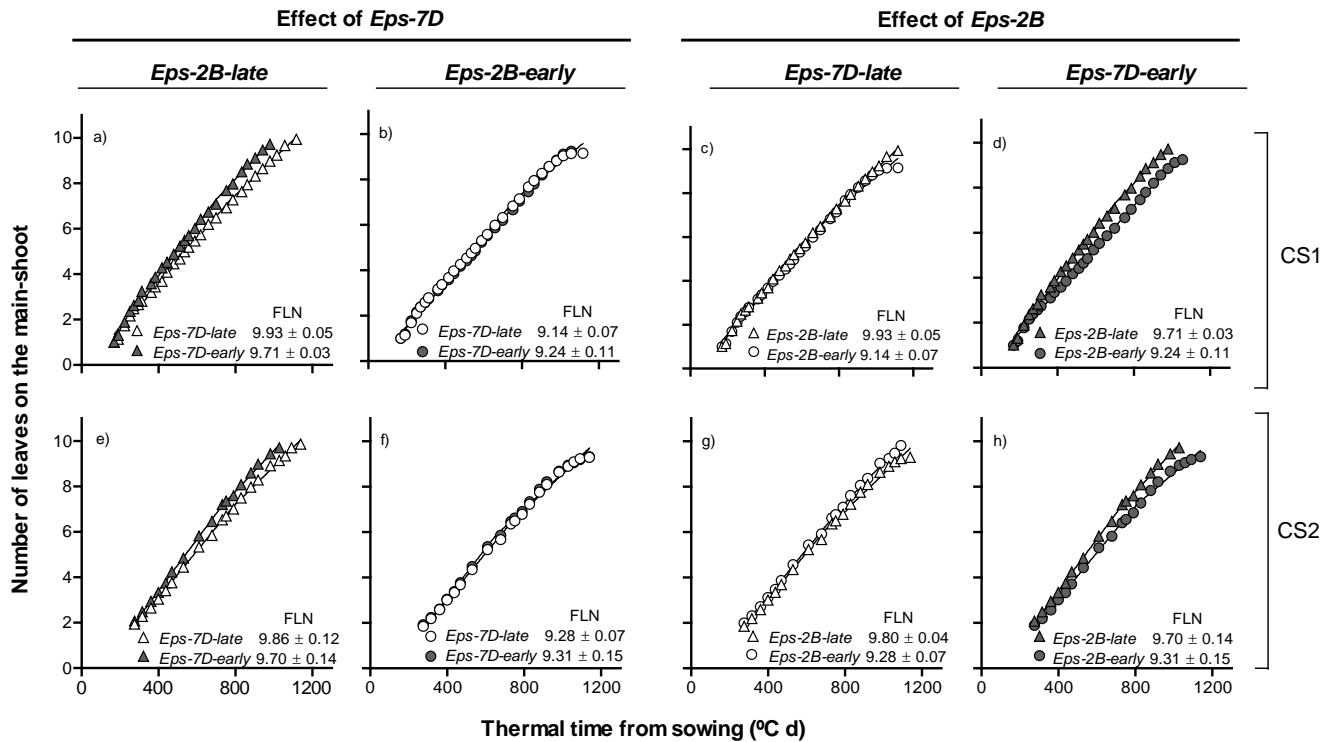 Effect of Eps-7D
Effect of Eps-2B
Eps-2B-late
Eps-2B-early
Eps-7D-late
Eps-7D-early
Number of leaves on the main-shoot
10
8
6
4
2
0
a)
FLN
Eps-7D-late 9.93 ± 0.05
Eps-7D-early 9.71 ± 0.03
b)
FLN
Eps-7D-late 9.14 ± 0.07
Eps-7D-early 9.24 ± 0.11
c)
FLN
Eps-2B-late 9.93 ± 0.05
Eps-2B-early 9.14 ± 0.07
d)
FLN
Eps-2B-late 9.71 ± 0.03
Eps-2B-early 9.24 ± 0.11
CS1
10
8
6
4
2
0
e)
FLN
Eps-7D-late 9.86 ± 0.12
Eps-7D-early 9.70 ± 0.14
f)
FLN
Eps-7D-late 9.28 ± 0.07
Eps-7D-early 9.31 ± 0.15
g)
FLN
Eps-2B-late 9.80 ± 0.04
Eps-2B-early 9.28 ± 0.07
h)
FLN
Eps-2B-late 9.70 ± 0.14
Eps-2B-early 9.31 ± 0.15
CS2
0 400 800 1200
0 400 800 1200
0 400 800 1200
0 400 800 1200
Thermal time from sowing (ºC d)